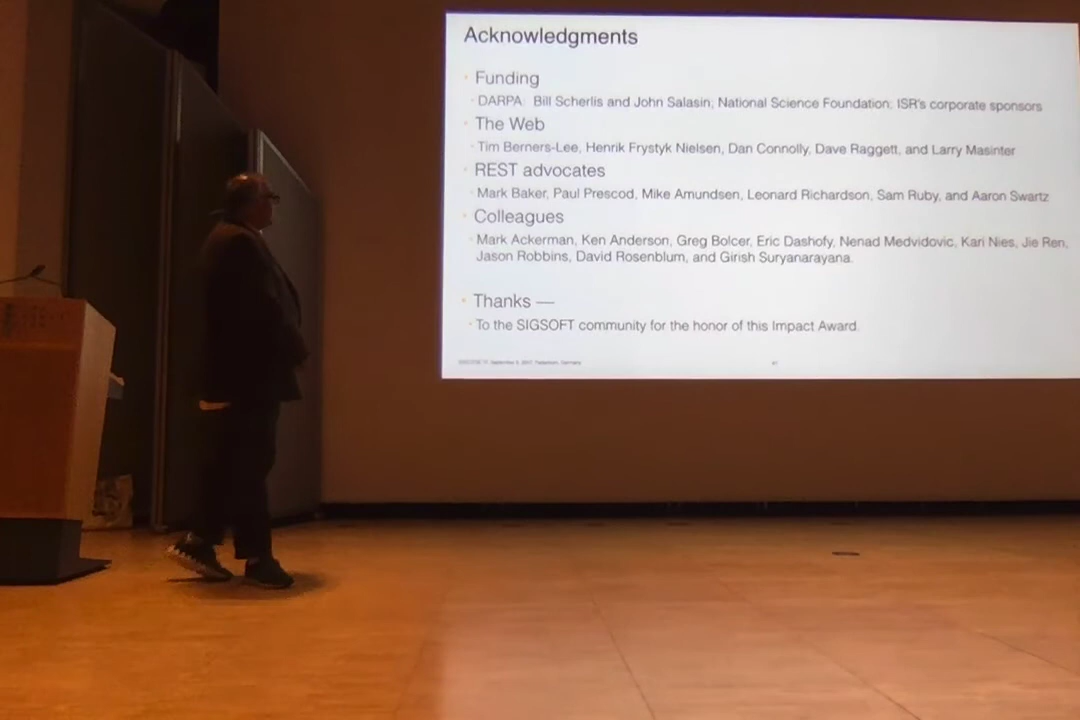 Acknowledgments
Funding
DARPA: Bill Scherlis and John Salasin, National Science Foundation; ISR's corporate sponsors
The Web
Tim Berners-Lee, Henrik Frystyk Nielsen, Dan Connolly, Dave Raggett, and Larry Masinter
REST advocates
Mark Baker, Paul Prescod, Mike Amundsen, Leonard Richardson, Sam Ruby, and Aaron Swartz
Colleagues
Mark Ackerman, Ken Anderson, Greg Bolcer, Eric Dashofy, Nenad Medvidovic, Kari Nies, Jie Ren,
Jason Robbins, David Rosenblum, and Girish Suryanarayana.
Thanks —
To the SIGSOFT community for the honor of this Impact Award.